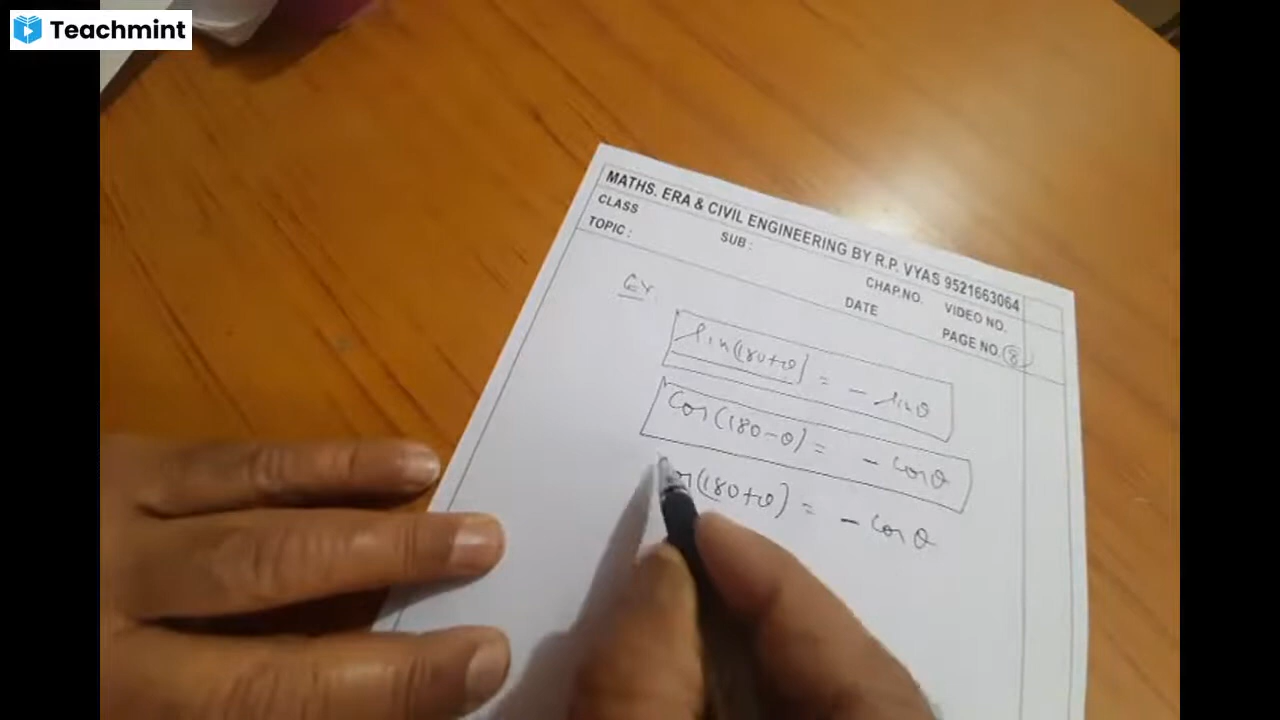 Teachmint
MATHS. ERA & CIVIL ENGINEERING BY R.P. VYAS 9521663064
CLASS SUB : CHAP.NO. VIDEO NO.
TOPIC : DATE PAGE NO. 8
Ex
sin(180+θ) = - sinθ
Cos(180-θ) = - cosθ
Cos(180+θ) = - cosθ